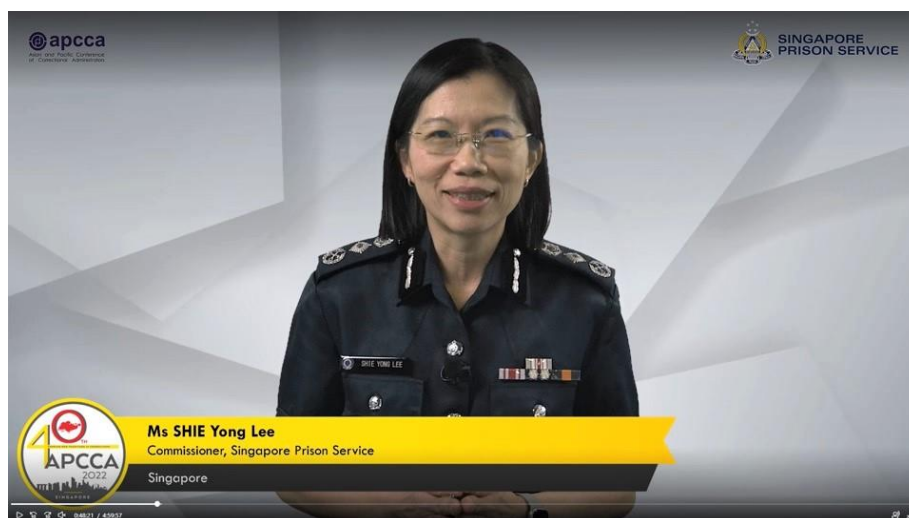 apcca
Asian and Pacific Conference
of Correctional Administrators
SINGAPORE
PRISON SERVICE
SHIE YONG LEE
Ms SHIE Yong Lee
Commissioner, Singapore Prison Service
Singapore
40TH
APCCA
2022
SINGAPORE
0:48:21 / 4:59:57